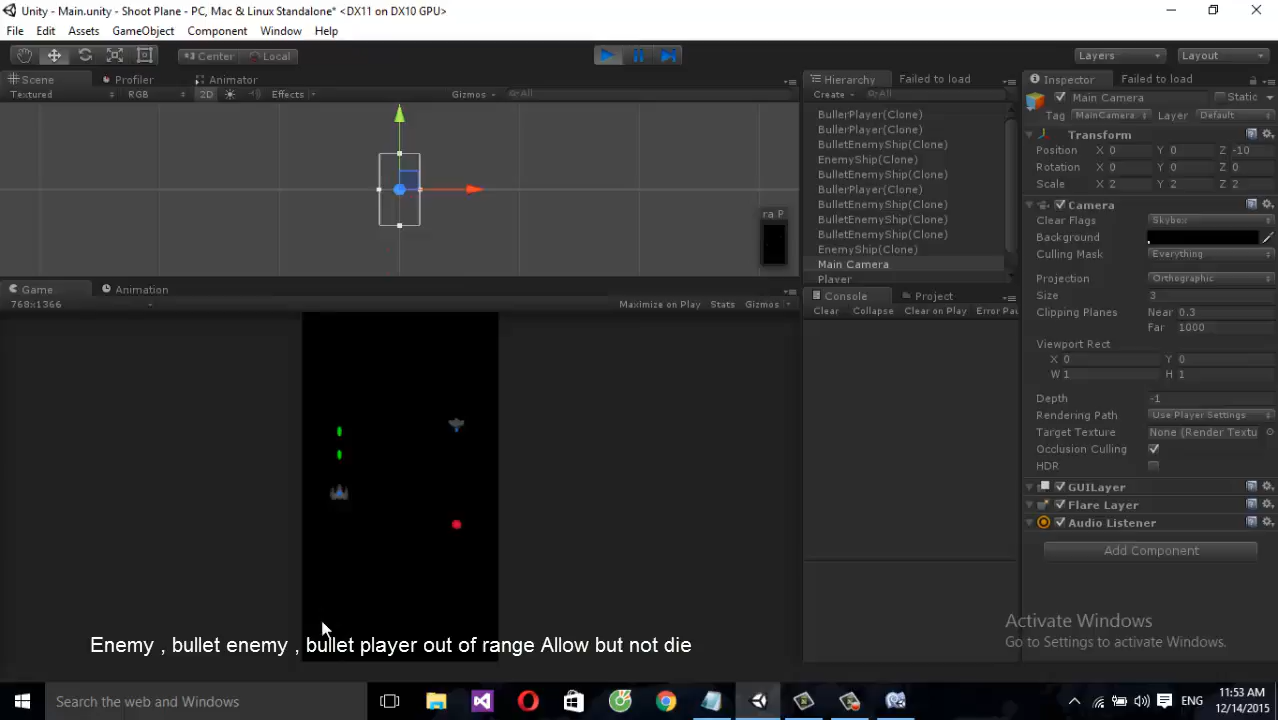 Unity - Main.unity - Shoot Plane - PC, Mac & Linux Standalone* <DX11 on DX10 GPU>
File Edit Assets GameObject Component Window Help
Center Local Layers Layout
Scene Profiler Animator Hierarchy Failed to load Inspector Failed to load
Textured RGB 2D Effects Gizmos All Create All
Main Camera Static
Tag MainCamera Layer Default
BullerPlayer(Clone)
BullerPlayer(Clone)
BulletEnemyShip(Clone)
EnemyShip(Clone)
BulletEnemyShip(Clone)
BullerPlayer(Clone)
BulletEnemyShip(Clone)
BulletEnemyShip(Clone)
BulletEnemyShip(Clone)
EnemyShip(Clone)
Main Camera
Player
Transform
Position X 0 Y 0 Z -10
Rotation X 0 Y 0 Z 0
Scale X 2 Y 2 Z 2
Camera
Clear Flags Skybox
Background
Culling Mask Everything
Projection Orthographic
Size 3
Clipping Planes Near 0.3
Far 1000
Viewport Rect
X 0 Y 0
W 1 H 1
Depth -1
Rendering Path Use Player Settings
Target Texture None (Render Textu
Occlusion Culling
HDR
GUILayer
Flare Layer
Audio Listener
Add Component
ra P
Game Animation
768x1366 Maximize on Play Stats Gizmos
Console Project
Clear Collapse Clear on Play Error Pau
Enemy , bullet enemy , bullet player out of range Allow but not die
Activate Windows
Go to Settings to activate Windows.
Search the web and Windows
ENG
11:53 AM
12/14/2015